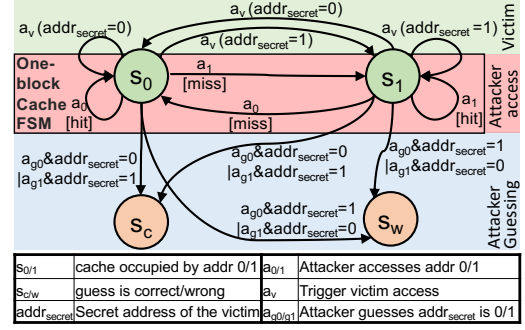 a_v (addr_secret=0)
a_v (addr_secret=0)
a_v (addr_secret=1)
a_v (addr_secret=1)
Victim
One-
block
Cache
FSM
s_0
s_1
a_1
[miss]
a_0
[miss]
a_0
[hit]
a_1
[hit]
Attacker
access
a_g0&addr_secret=0
|a_g1&addr_secret=1
a_g0&addr_secret=0
|a_g1&addr_secret=1
a_g0&addr_secret=1
|a_g1&addr_secret=0
a_g0&addr_secret=1
|a_g1&addr_secret=0
s_c
s_w
Attacker
Guessing
s_0/1 cache occupied by addr 0/1 a_0/1 Attacker accesses addr 0/1
s_c/w guess is correct/wrong a_v Trigger victim access
addr_secret Secret address of the victim a_g0/g1 Attacker guesses addr_secret is 0/1